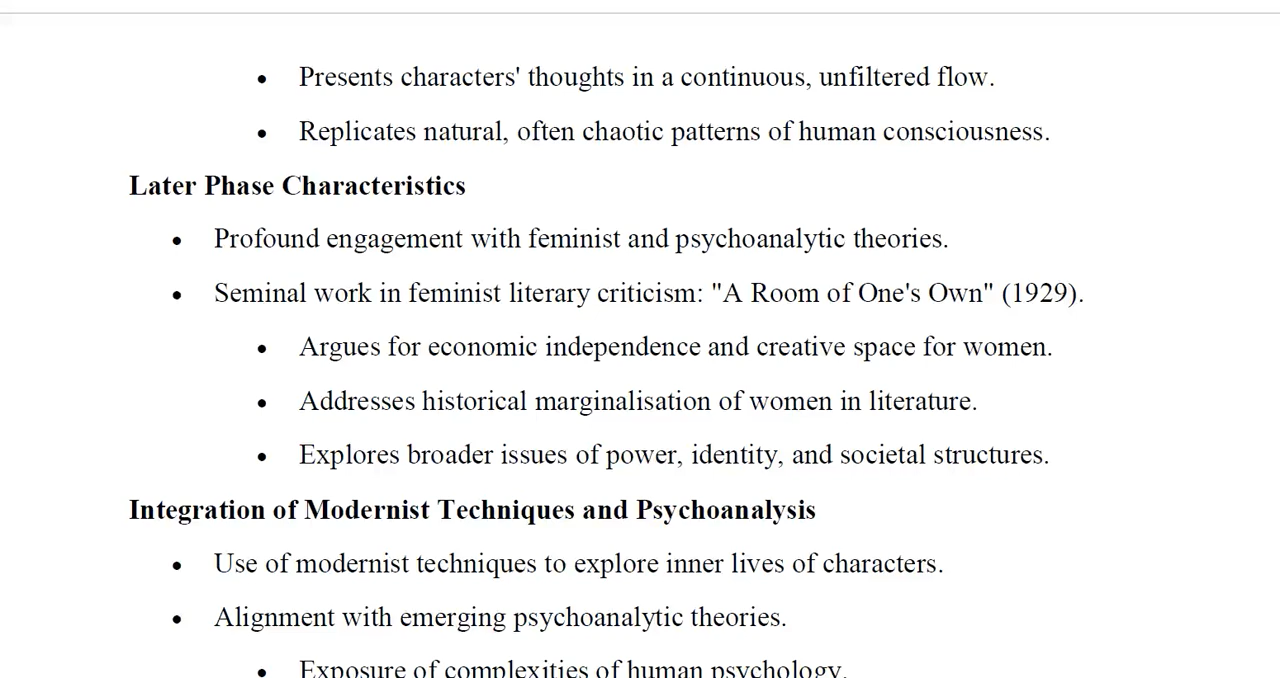 • Presents characters' thoughts in a continuous, unfiltered flow.
• Replicates natural, often chaotic patterns of human consciousness.
Later Phase Characteristics
• Profound engagement with feminist and psychoanalytic theories.
• Seminal work in feminist literary criticism: "A Room of One's Own" (1929).
• Argues for economic independence and creative space for women.
• Addresses historical marginalisation of women in literature.
• Explores broader issues of power, identity, and societal structures.
Integration of Modernist Techniques and Psychoanalysis
• Use of modernist techniques to explore inner lives of characters.
• Alignment with emerging psychoanalytic theories.
• Exposure of complexities of human psychology.